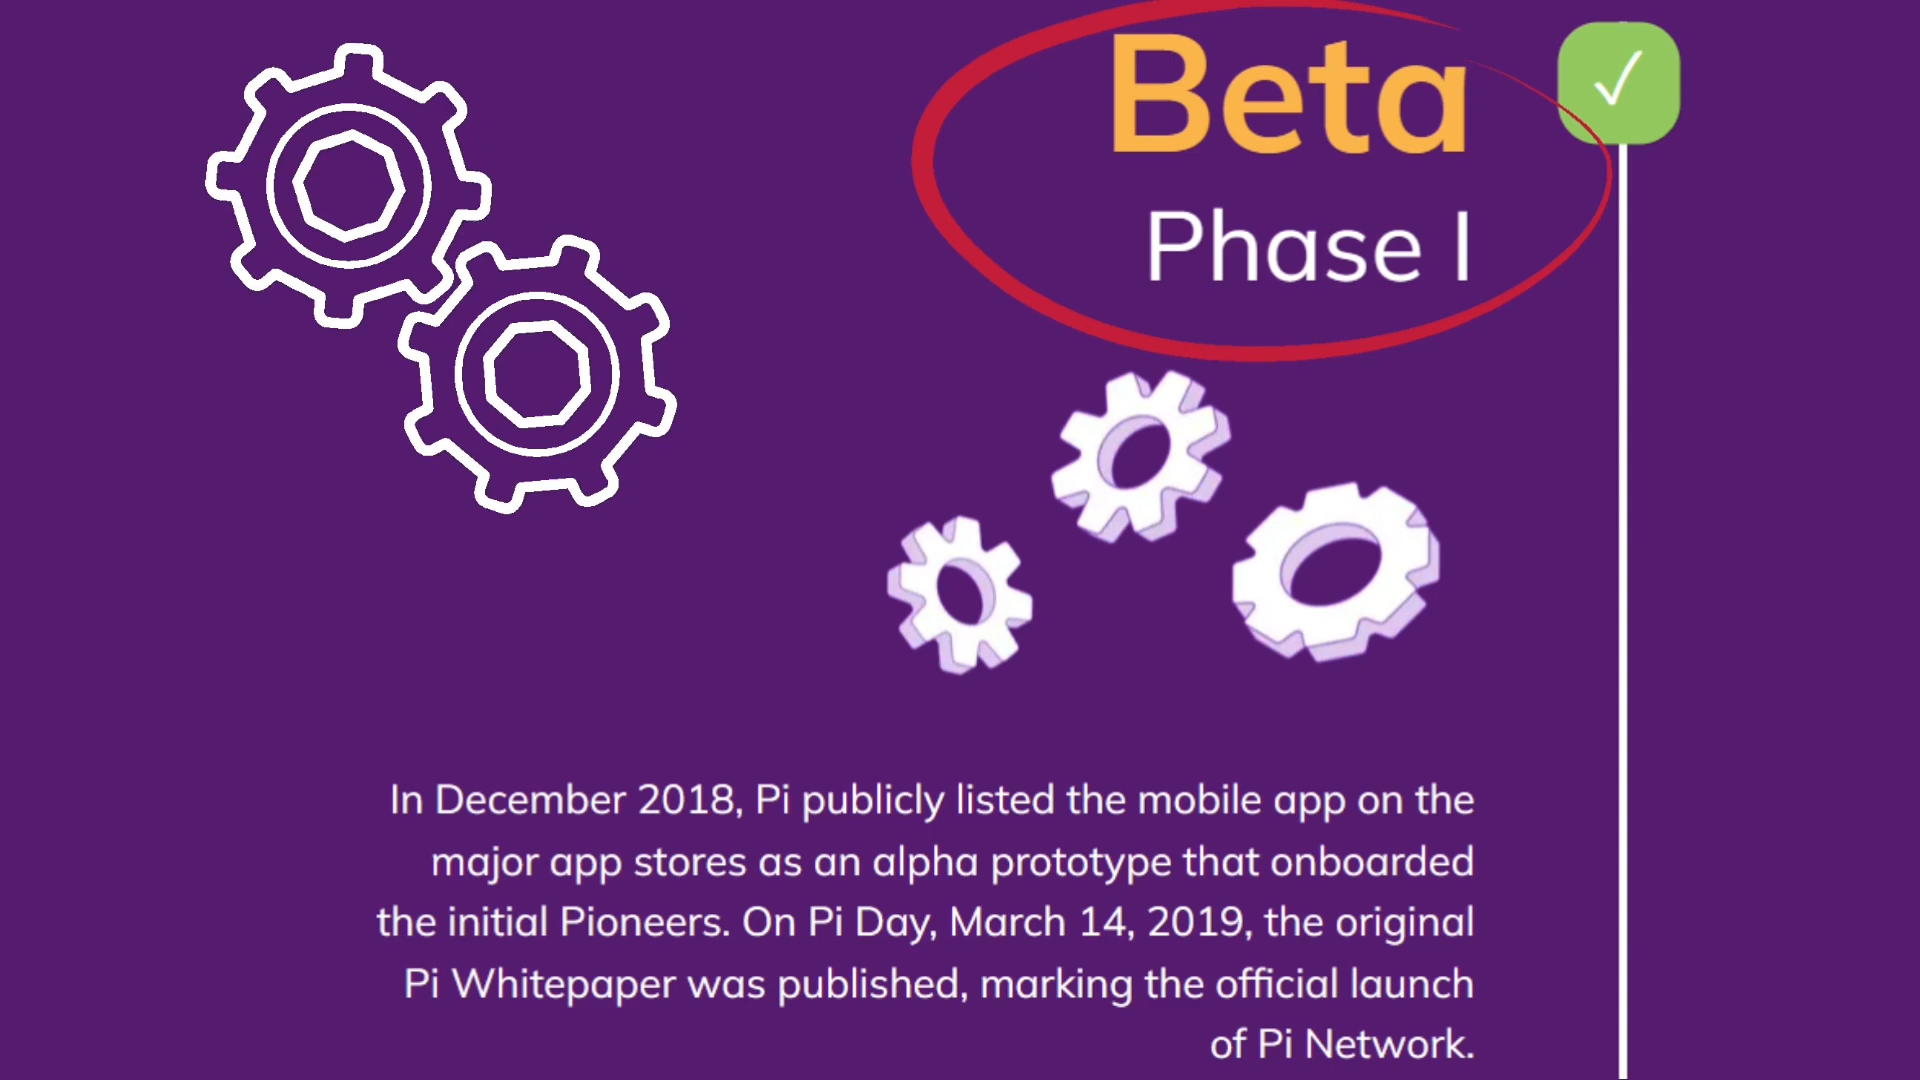 Beta
Phase I
In December 2018, Pi publicly listed the mobile app on the
major app stores as an alpha prototype that onboarded
the initial Pioneers. On Pi Day, March 14, 2019, the original
Pi Whitepaper was published, marking the official launch
of Pi Network.